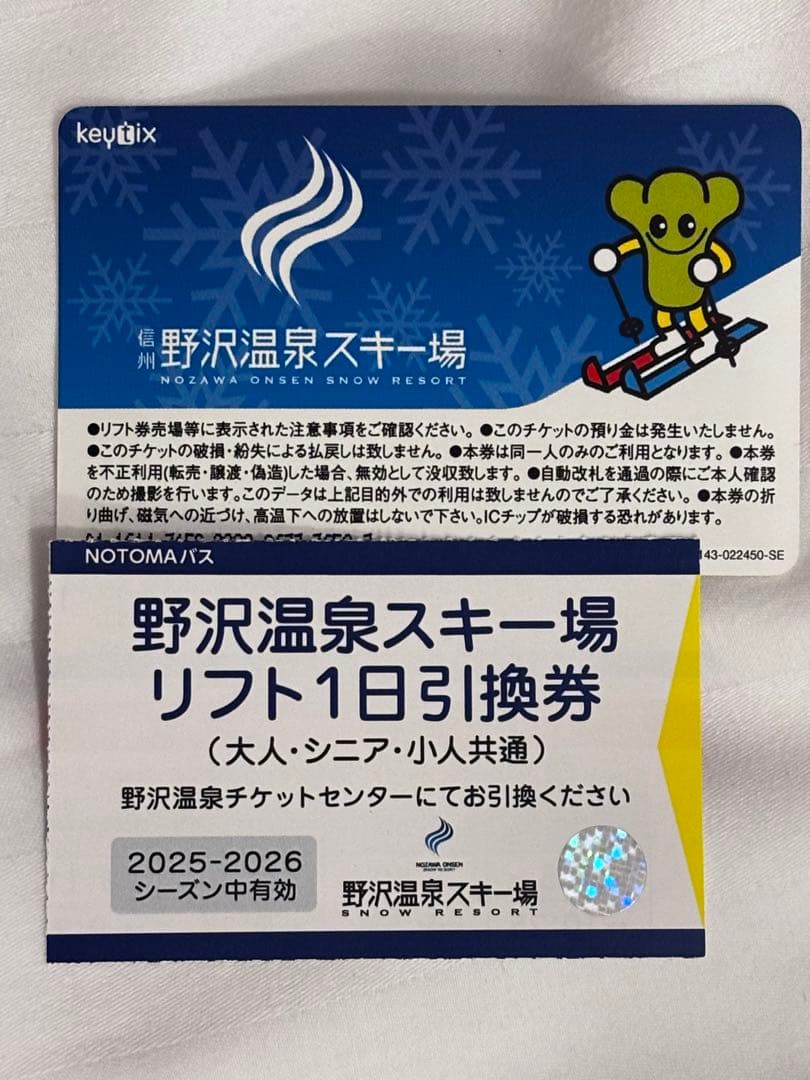 keytix
信州 野沢温泉スキー場
NOZAWA ONSEN SNOW RESORT
●リフト券売場等に表示された注意事項をご確認ください。●このチケットの預り金は発生いたしません。
●このチケットの破損・紛失による払戻しは致しません。●本券は同一人のみのご利用となります。●本券
を不正利用(転売・譲渡・偽造)した場合、無効として没収致します。●自動改札を通過の際にご本人確認
のため撮影を行います。このデータは上記目的外での利用は致しませんのでご了承ください。●本券の折
り曲げ、磁気への近づけ、高温下への放置はしないで下さい。ICチップが破損する恐れがあります。
143-022450-SE
NOTOMAバス
野沢温泉スキー場
リフト1日引換券
（大人・シニア・小人共通）
野沢温泉チケットセンターにてお引換ください
2025-2026
シーズン中有効
NOZAWA ONSEN
SNOW RESORT
野沢温泉スキー場
SNOW RESORT